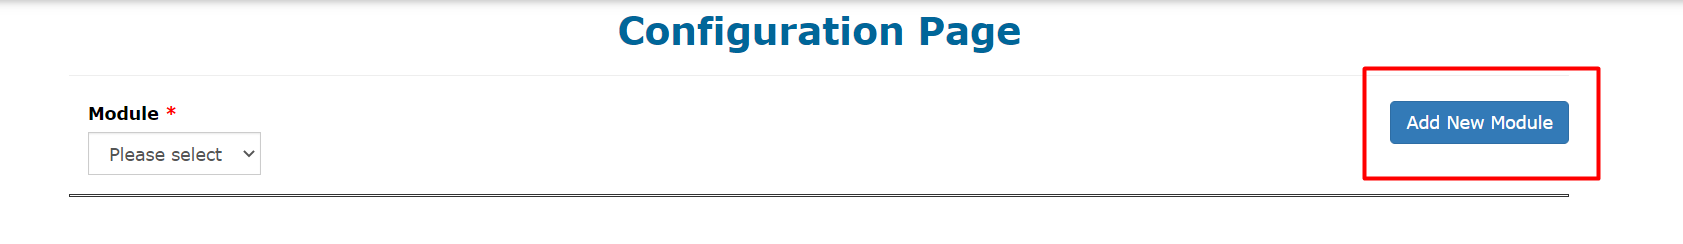 Configuration Page
Module *
Add New Module
Please select